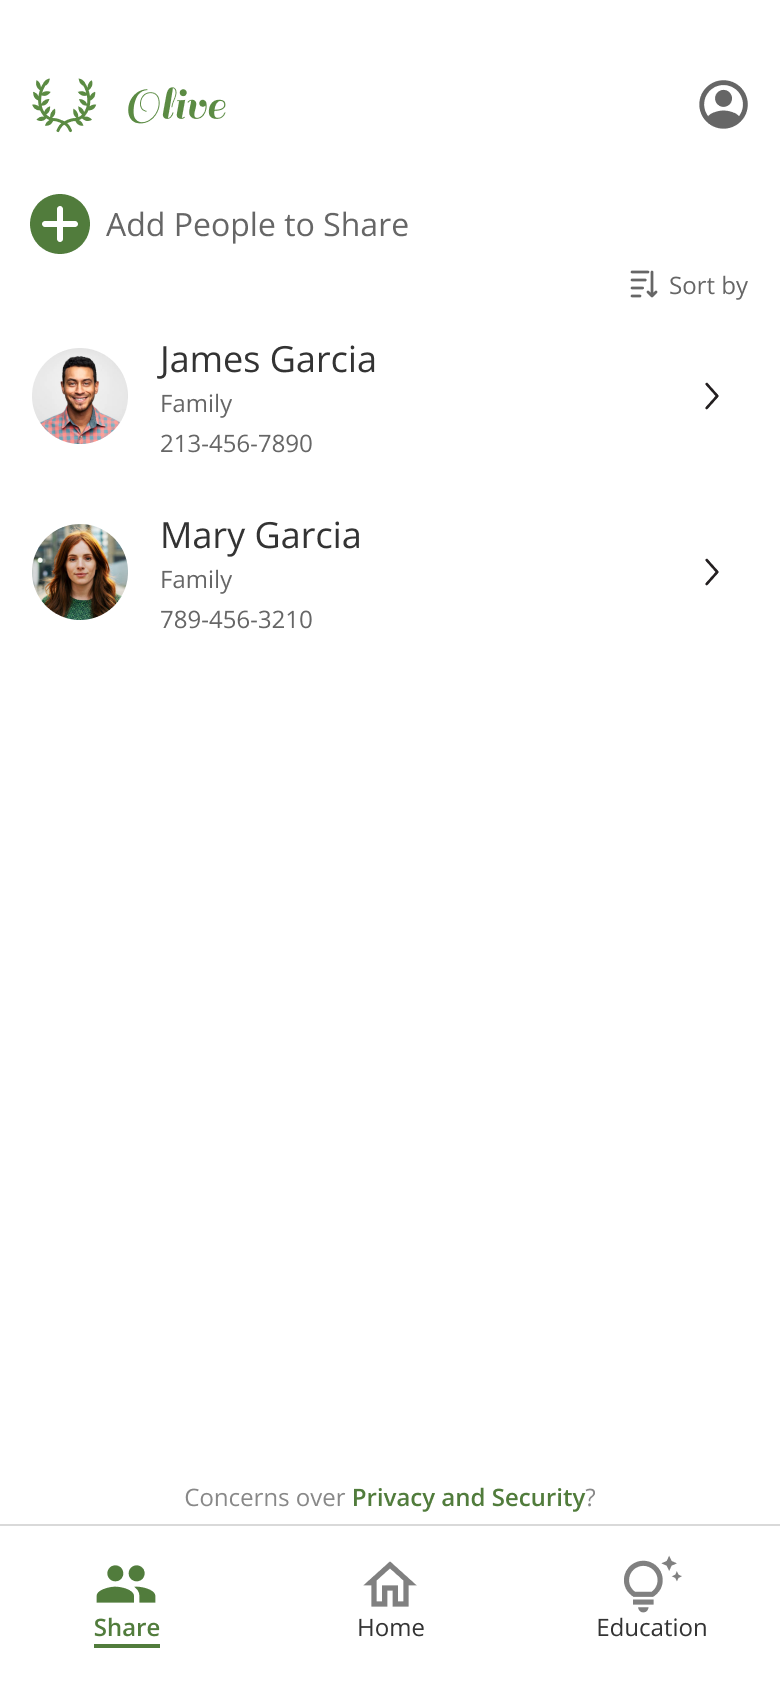 Olive
Add People to Share
Sort by
James Garcia
Family
213-456-7890
Mary Garcia
Family
789-456-3210
Concerns over Privacy and Security?
Share
Home
Education